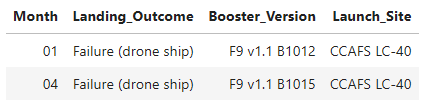 Month Landing_Outcome Booster_Version Launch_Site
01 Failure (drone ship) F9 v1.1 B1012 CCAFS LC-40
04 Failure (drone ship) F9 v1.1 B1015 CCAFS LC-40